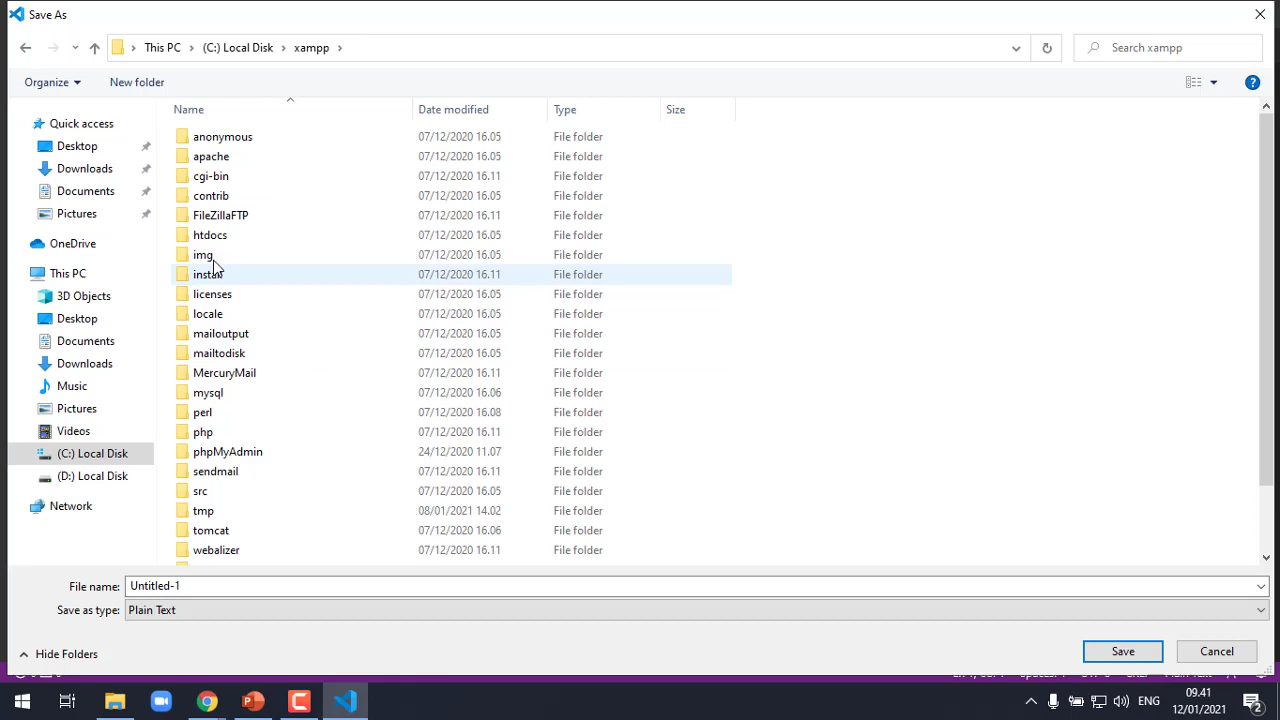 Save As
This PC (C:) Local Disk xampp
Search xampp
Organize New folder
Name Date modified Type Size
Quick access
Desktop
Downloads
Documents
Pictures
OneDrive
This PC
3D Objects
Desktop
Documents
Downloads
Music
Pictures
Videos
(C:) Local Disk
(D:) Local Disk
Network
anonymous 07/12/2020 16.05 File folder
apache 07/12/2020 16.05 File folder
cgi-bin 07/12/2020 16.11 File folder
contrib 07/12/2020 16.05 File folder
FileZillaFTP 07/12/2020 16.11 File folder
htdocs 07/12/2020 16.05 File folder
img 07/12/2020 16.05 File folder
install 07/12/2020 16.11 File folder
licenses 07/12/2020 16.05 File folder
locale 07/12/2020 16.05 File folder
mailoutput 07/12/2020 16.05 File folder
mailtodisk 07/12/2020 16.05 File folder
MercuryMail 07/12/2020 16.11 File folder
mysql 07/12/2020 16.06 File folder
perl 07/12/2020 16.08 File folder
php 07/12/2020 16.11 File folder
phpMyAdmin 24/12/2020 11.07 File folder
sendmail 07/12/2020 16.11 File folder
src 07/12/2020 16.05 File folder
tmp 08/01/2021 14.02 File folder
tomcat 07/12/2020 16.06 File folder
webalizer 07/12/2020 16.11 File folder
File name: Untitled-1
Save as type: Plain Text
Hide Folders
Save Cancel
ENG
09.41
12/01/2021
2